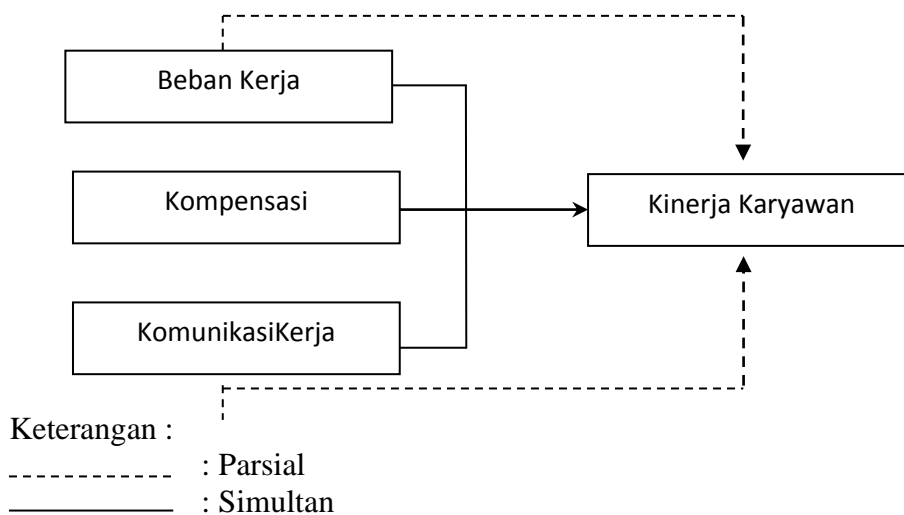 Beban Kerja
Kompensasi
Kinerja Karyawan
KomunikasiKerja
Keterangan :
: Parsial
: Simultan